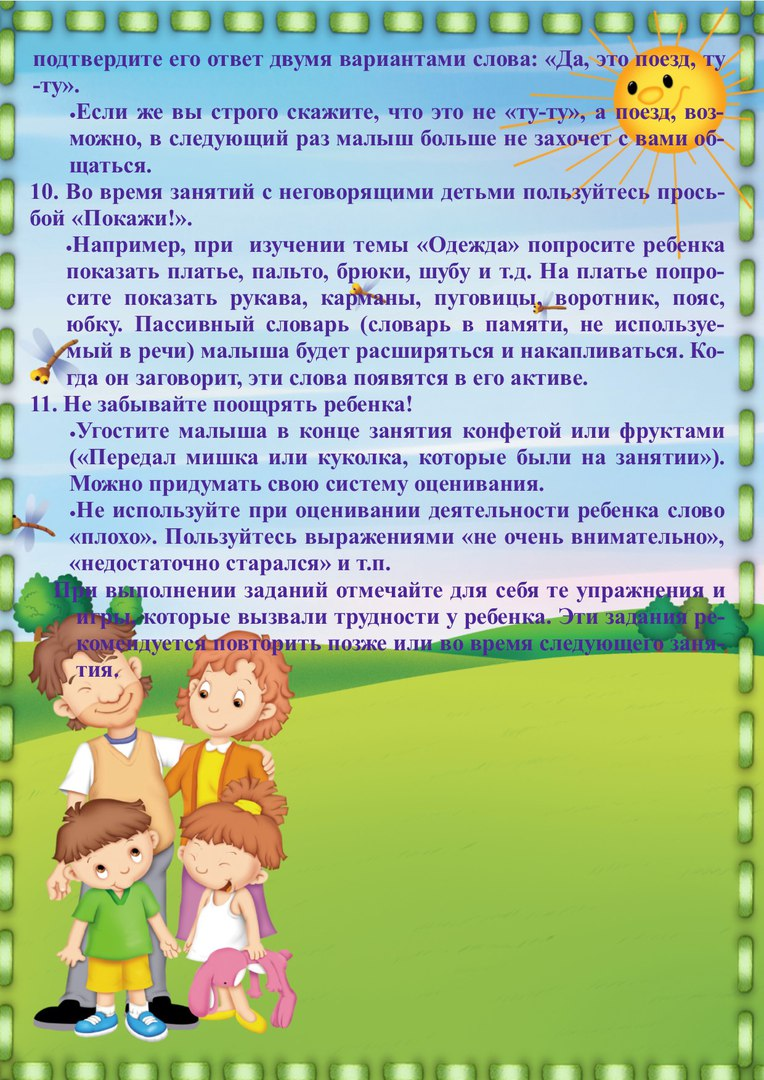 подтвердите его ответ двумя вариантами слова: «Да, это поезд, ту
-ту».
•Если же вы строго скажите, что это не «ту-ту», а поезд, воз-
можно, в следующий раз малыш больше не захочет с вами об-
щаться.
10. Во время занятий с неговорящими детьми пользуйтесь прось-
бой «Покажи!».
•Например, при изучении темы «Одежда» попросите ребенка
показать платье, пальто, брюки, шубу и т.д. На платье попро-
сите показать рукава, карманы, пуговицы, воротник, пояс,
юбку. Пассивный словарь (словарь в памяти, не используе-
мый в речи) малыша будет расширяться и накапливаться. Ко-
гда он заговорит, эти слова появятся в его активе.
11. Не забывайте поощрять ребенка!
•Угостите малыша в конце занятия конфетой или фруктами
(«Передал мишка или куколка, которые были на занятии»).
Можно придумать свою систему оценивания.
•Не используйте при оценивании деятельности ребенка слово
«плохо». Пользуйтесь выражениями «не очень внимательно»,
«недостаточно старался» и т.п.
При выполнении заданий отмечайте для себя те упражнения и
игры, которые вызвали трудности у ребенка. Эти задания ре-
комендуется повторить позже или во время следующего заня-
тия.